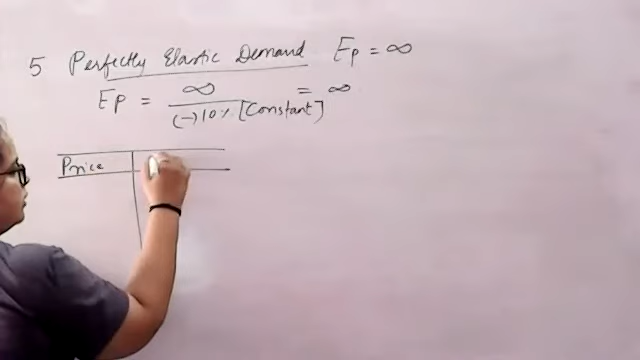 5 Perfectly Elastic Demand Ep = ∞
Ep = ∞ / (-) 10% [Constant] = ∞
Price